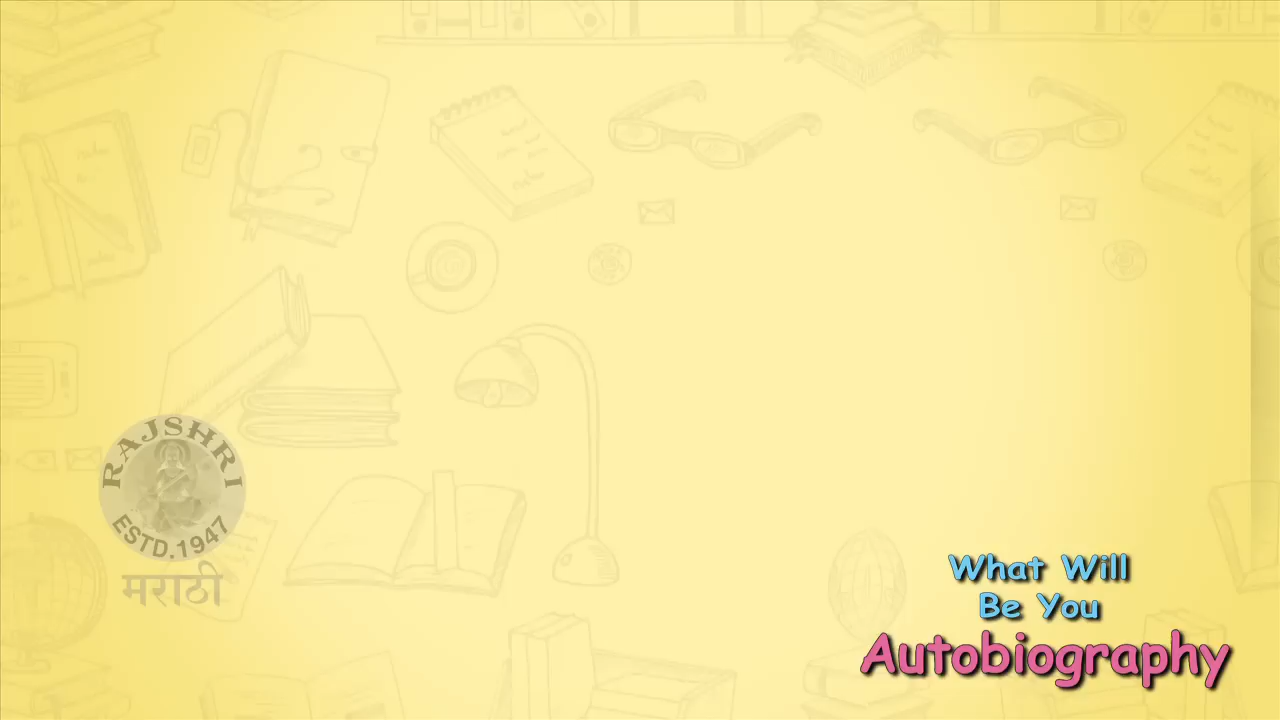 RAJSHRI
ESTD.1947
मराठी
What Will
Be You
Autobiography